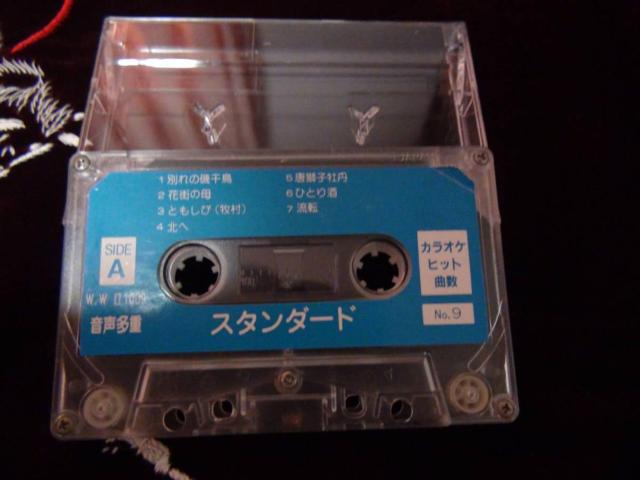 1 別れの磯千鳥
2 花街の母
3 ともしび(牧村)
4 北へ
5 唐獅子牡丹
6 ひとり酒
7 流転
SIDE
A
カラオケ
ヒット
曲数
No.9
音声多重
スタンダード